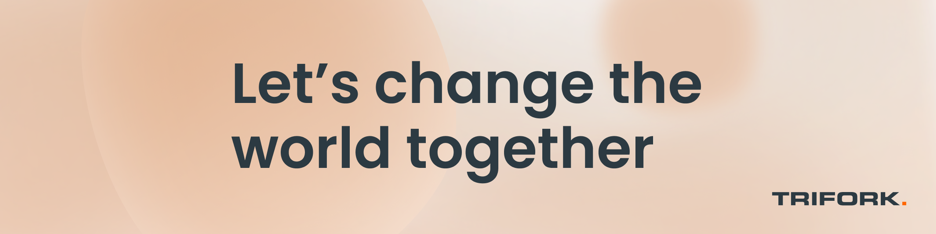 Let’s change the
world together
TRIFORK.